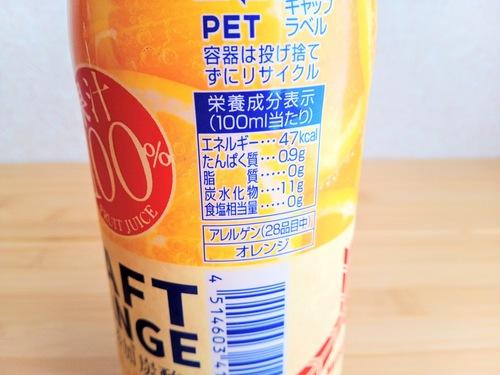 キャップ
PET ラベル
容器は投げ捨て
ずにリサイクル
栄養成分表示
(100ml当たり)
エネルギー…47kcal
たんぱく質…0.9g
脂 質……0g
炭水化物…11g
食塩相当量……0g
アレルゲン(28品目中)
オレンジ
果汁
100%
FRUIT JUICE
AFT
NGE
4 514603 4